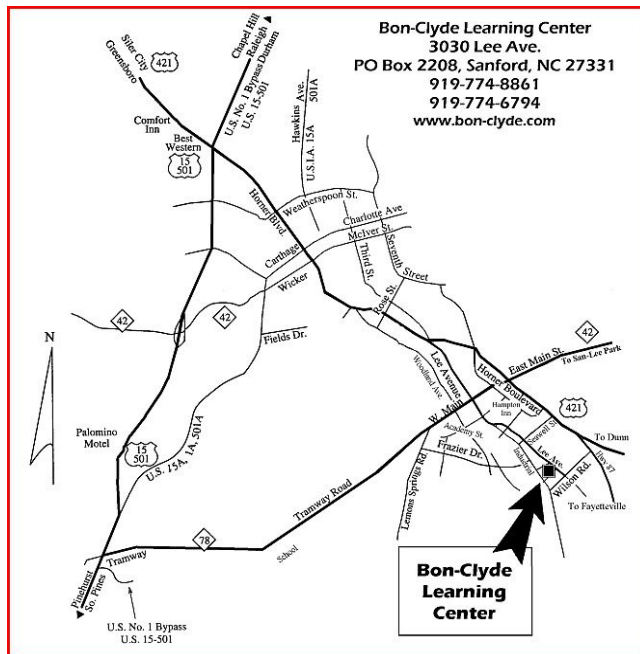 Bon-Clyde Learning Center
3030 Lee Ave.
PO Box 2208, Sanford, NC 27331
919-774-8861
919-774-6794
www.bon-clyde.com
Siler City
Greensboro
421
Chapel Hill
Raleigh
Durham
U.S. No. 1 Bypass
U.S. 15-501
Comfort
Inn
Best
Western
15
501
Hawkins Ave.
U.S.1A, 15A
501A
Horner Blvd.
Weatherspoon St.
Charlotte Ave
McIver St.
Carthage
Wicker
Third St.
Seventh
Street
Rose St.
42
42
Fields Dr.
N
42
East Main St.
To San-Lee Park
Lee Avenue
Woodland Ave.
Horner Boulevard
Hampton
Inn
421
W. Main
Academy St.
Seawell St.
To Dunn
Palomino
Motel
15
501
U.S. 15A, 1A, 501A
Frazier Dr.
Industrial
Lee Ave.
Hwy 87
Wilson Rd.
Lemons Springs Rd
To Fayetteville
Tramway Road
78
Tramway
School
Pinehurst
So. Pines
U.S. No. 1 Bypass
U.S. 15-501
Bon-Clyde
Learning
Center